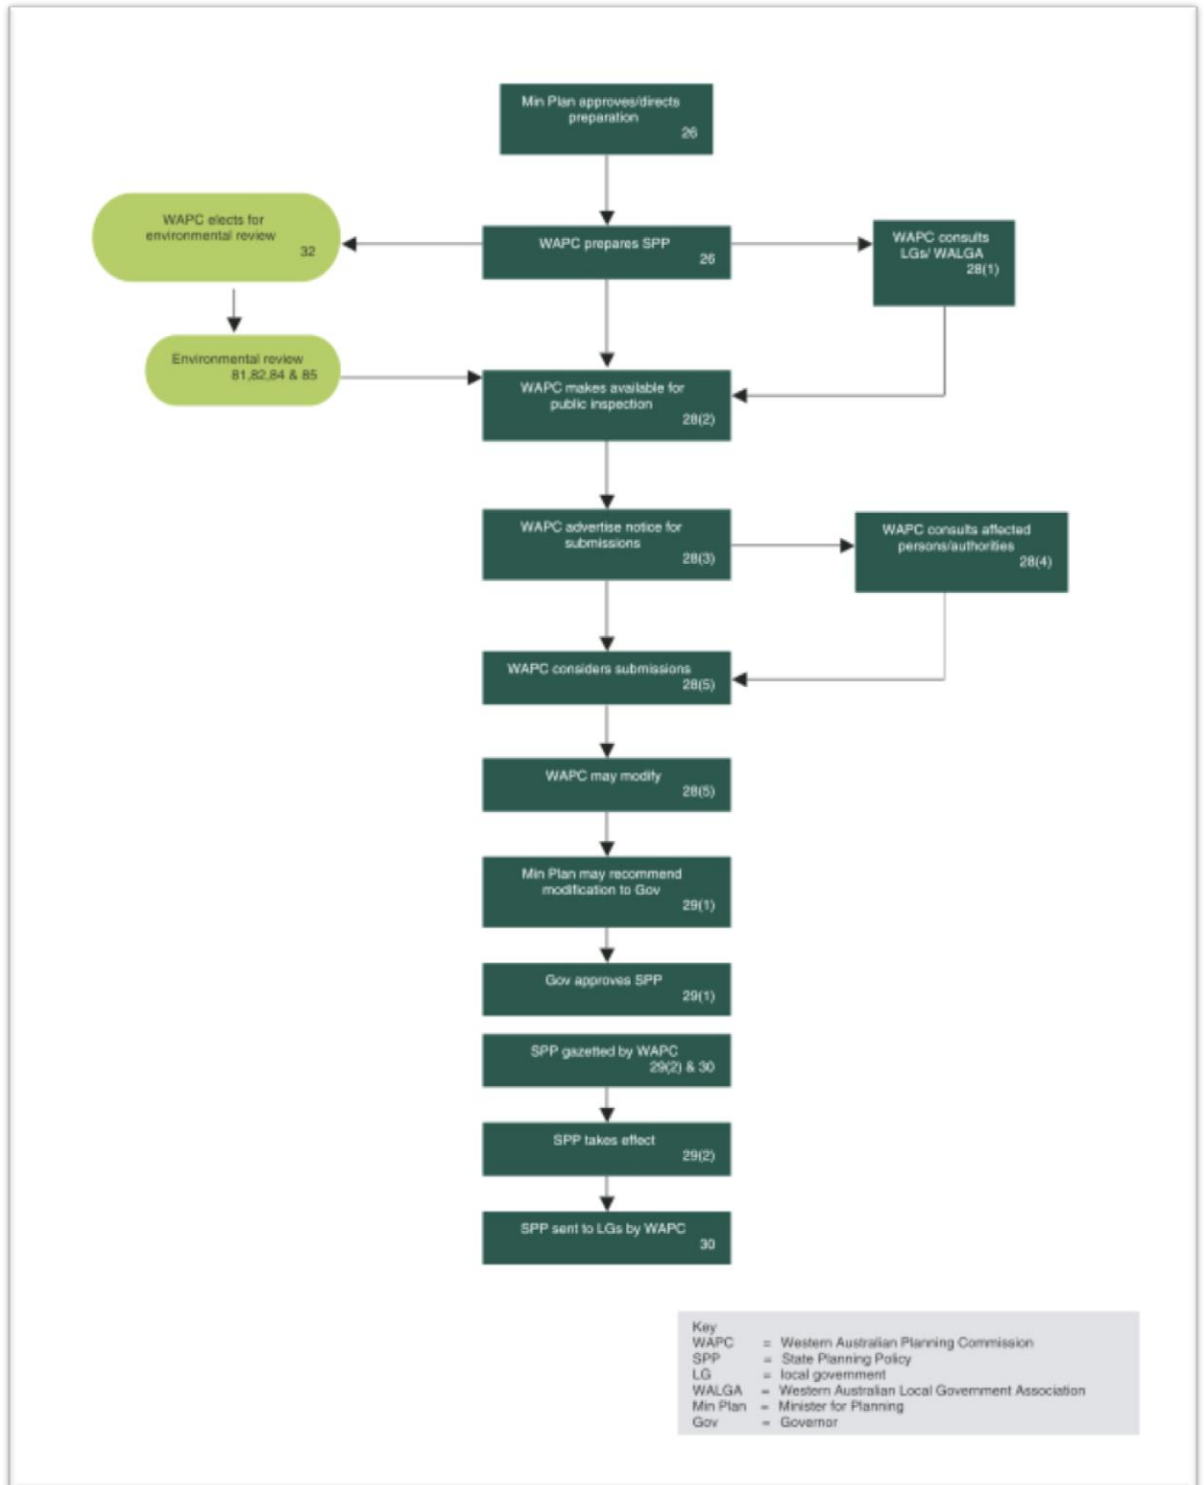 Min Plan approves/directs
preparation
26
WAPC elects for
environmental review
32
WAPC prepares SPP
26
WAPC consults
LGs/ WALGA
28(1)
Environmental review
81,82,84 & 85
WAPC makes available for
public inspection
28(2)
WAPC advertise notice for
submissions
28(3)
WAPC consults affected
persons/authorities
28(4)
WAPC considers submissions
28(5)
WAPC may modify
28(5)
Min Plan may recommend
modification to Gov
29(1)
Gov approves SPP
29(1)
SPP gazetted by WAPC
29(2) & 30
SPP takes effect
29(2)
SPP sent to LGs by WAPC
30
Key
WAPC = Western Australian Planning Commission
SPP = State Planning Policy
LG = local government
WALGA = Western Australian Local Government Association
Min Plan = Minister for Planning
Gov = Governor